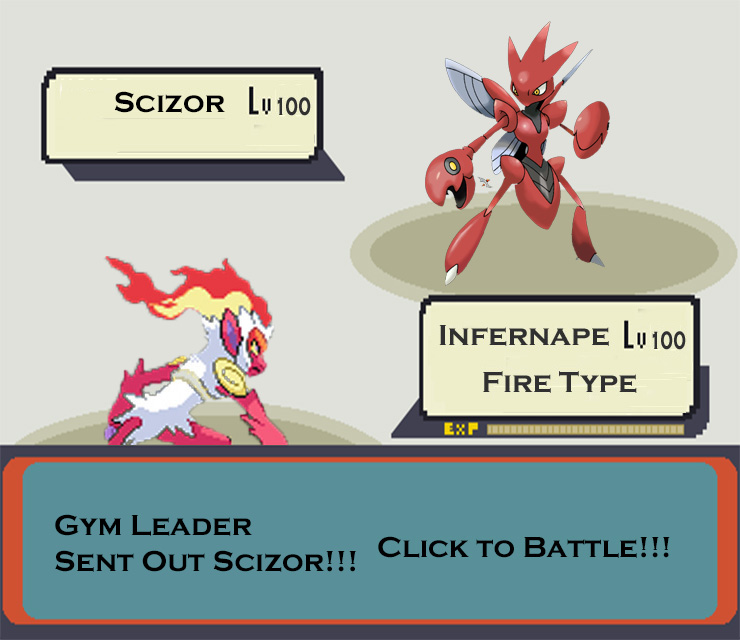 Scizor Lv100
Infernape Lv100
Fire Type
EXP
Gym Leader
Sent Out Scizor!!!
Click to Battle!!!